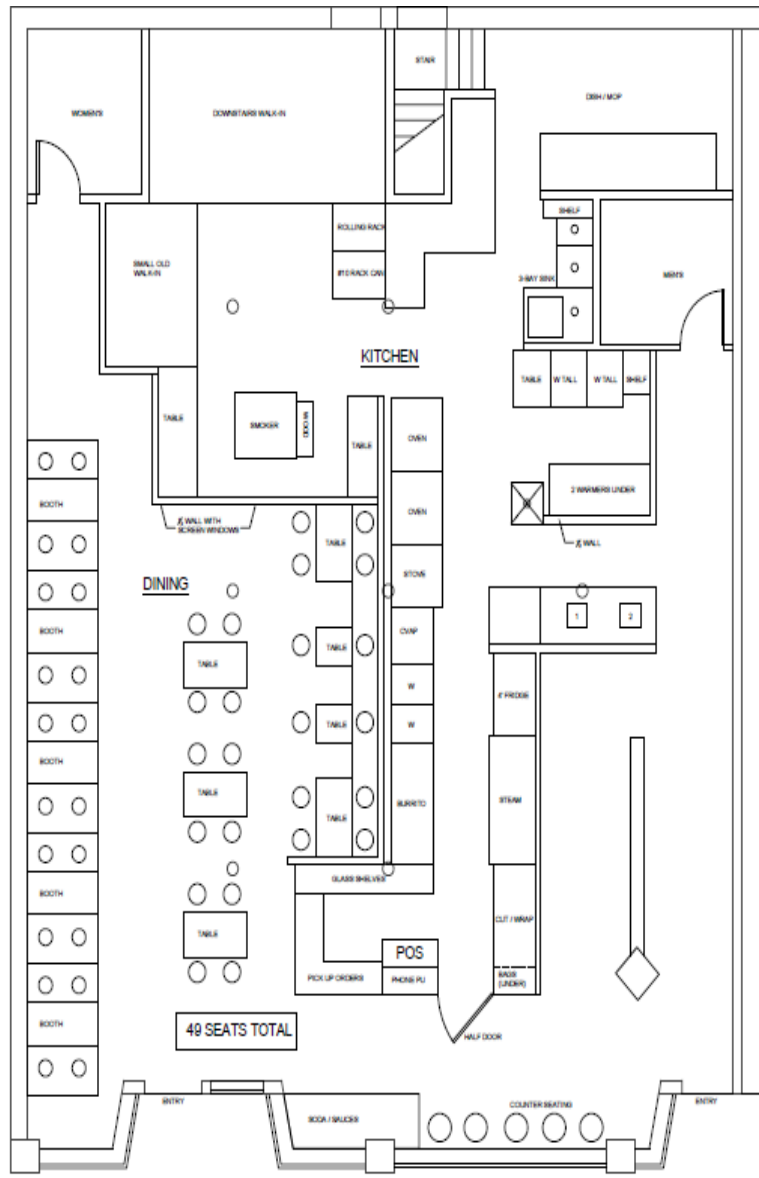 STAIR
WOMEN'S
DOWNSTAIRS WALK-IN
DISH / MOP
SHELF
ROLLING RACK
SMALL OLD
WALK-IN
#10 RACK CAN
3-BAY SINK
MEN'S
KITCHEN
TABLE
W TALL
W TALL
SHELF
TABLE
SMOKER
WOOD
TABLE
OVEN
2 WARMERS UNDER
BOOTH
OVEN
WALL WITH
SCREEN WINDOWS
TABLE
WALL
STOVE
DINING
1
2
BOOTH
CVAP
TABLE
TABLE
W
4' FRIDGE
W
TABLE
BOOTH
TABLE
BURRITO
STEAM
TABLE
GLASS SHELVES
BOOTH
CUT / WRAP
TABLE
POS
PICK UP ORDERS
PHONE PU
BAGS
(UNDER)
BOOTH
49 SEATS TOTAL
HALF DOOR
ENTRY
COUNTER SEATING
ENTRY
SODA / SAUCES